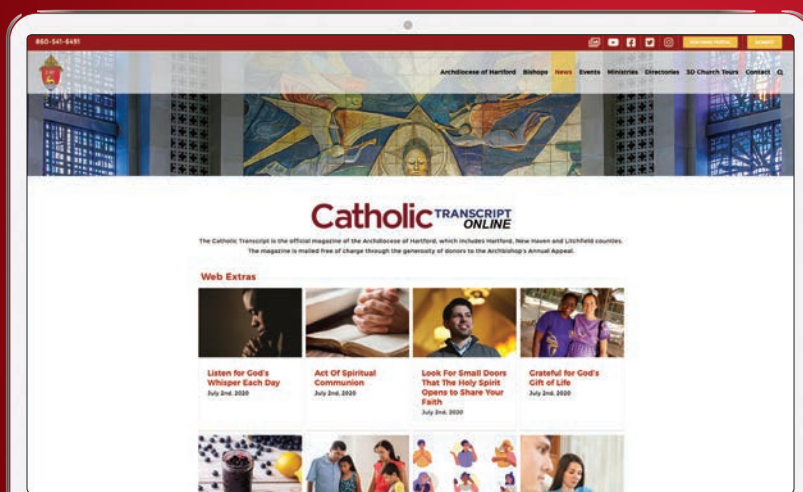 860-541-6491
DONATE
Archdiocese of Hartford Bishops News Events Ministries Directories 3D Church Tours Contact
Catholic TRANSCRIPT
ONLINE
The Catholic Transcript is the official magazine of the Archdiocese of Hartford, which includes Hartford, New Haven and Litchfield counties.
The magazine is mailed free of charge through the generosity of donors to the Archbishop's Annual Appeal.
Web Extras
Listen for God's
Whisper Each Day
July 2nd, 2020
Act Of Spiritual
Communion
July 2nd, 2020
Look For Small Doors
That The Holy Spirit
Opens to Share Your
Faith
July 2nd, 2020
Grateful for God's
Gift of Life
July 2nd, 2020